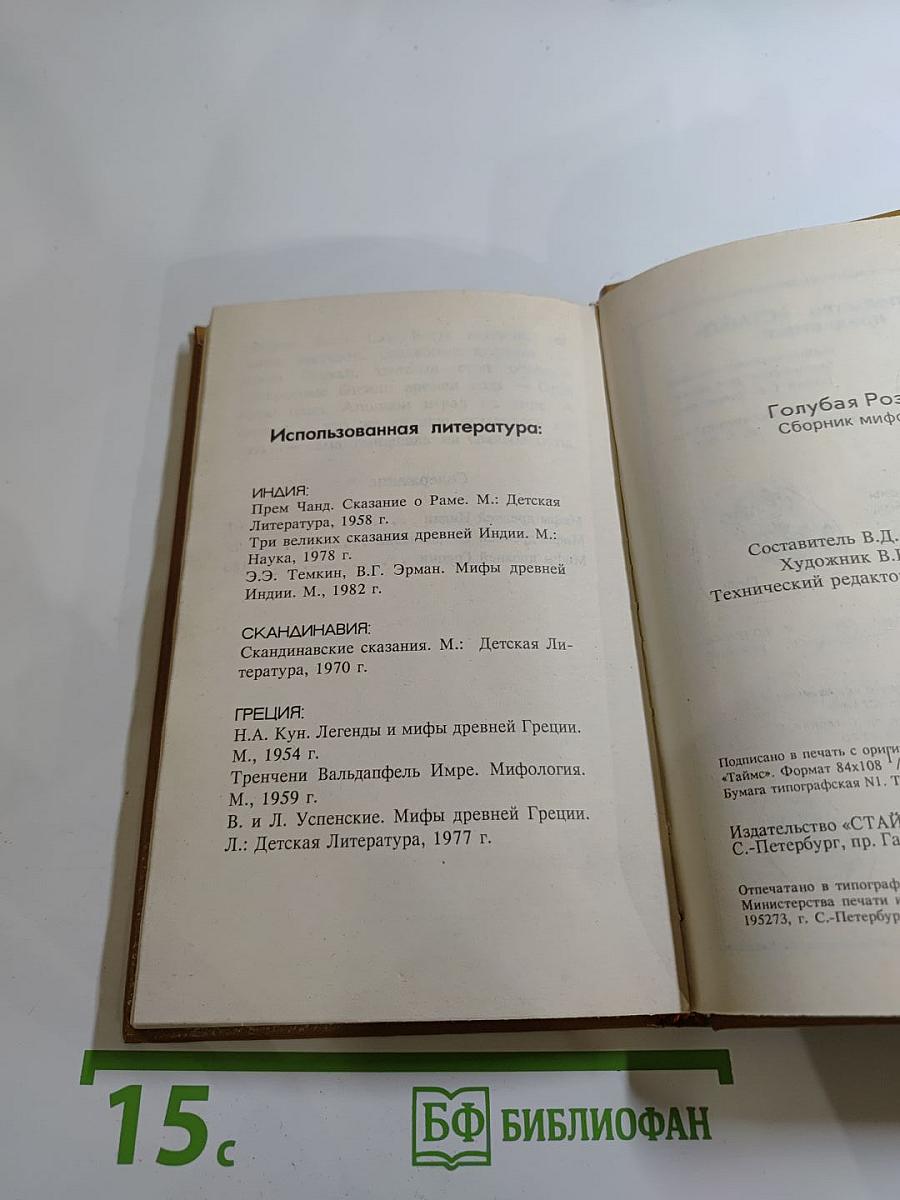 Использованная литература:
ИНДИЯ:
Прем Чанд. Сказание о Раме. М.: Детская
Литература, 1958 г.
Три великих сказания древней Индии. М.:
Наука, 1978 г.
Э.Э. Темкин, В.Г. Эрман. Мифы древней
Индии. М., 1982 г.
СКАНДИНАВИЯ:
Скандинавские сказания. М.: Детская Ли-
тература, 1970 г.
ГРЕЦИЯ:
Н.А. Кун. Легенды и мифы древней Греции.
М., 1954 г.
Тренчени Вальдапфель Имре. Мифология.
М., 1959 г.
В. и Л. Успенские. Мифы древней Греции.
Л.: Детская Литература, 1977 г.
Голубая Роз
Сборник мифо
Составитель В.Д.
Художник В.
Технический редактор
Подписано в печать с ориг
«Таймс». Формат 84х108
Бумага типографская N1. Т
Издательство «СТАЙ
С.-Петербург, пр. Га
Отпечатано в типограф
Министерства печати и
195273, г. С.-Петербур
15 с
БФ БИБЛИОФАН